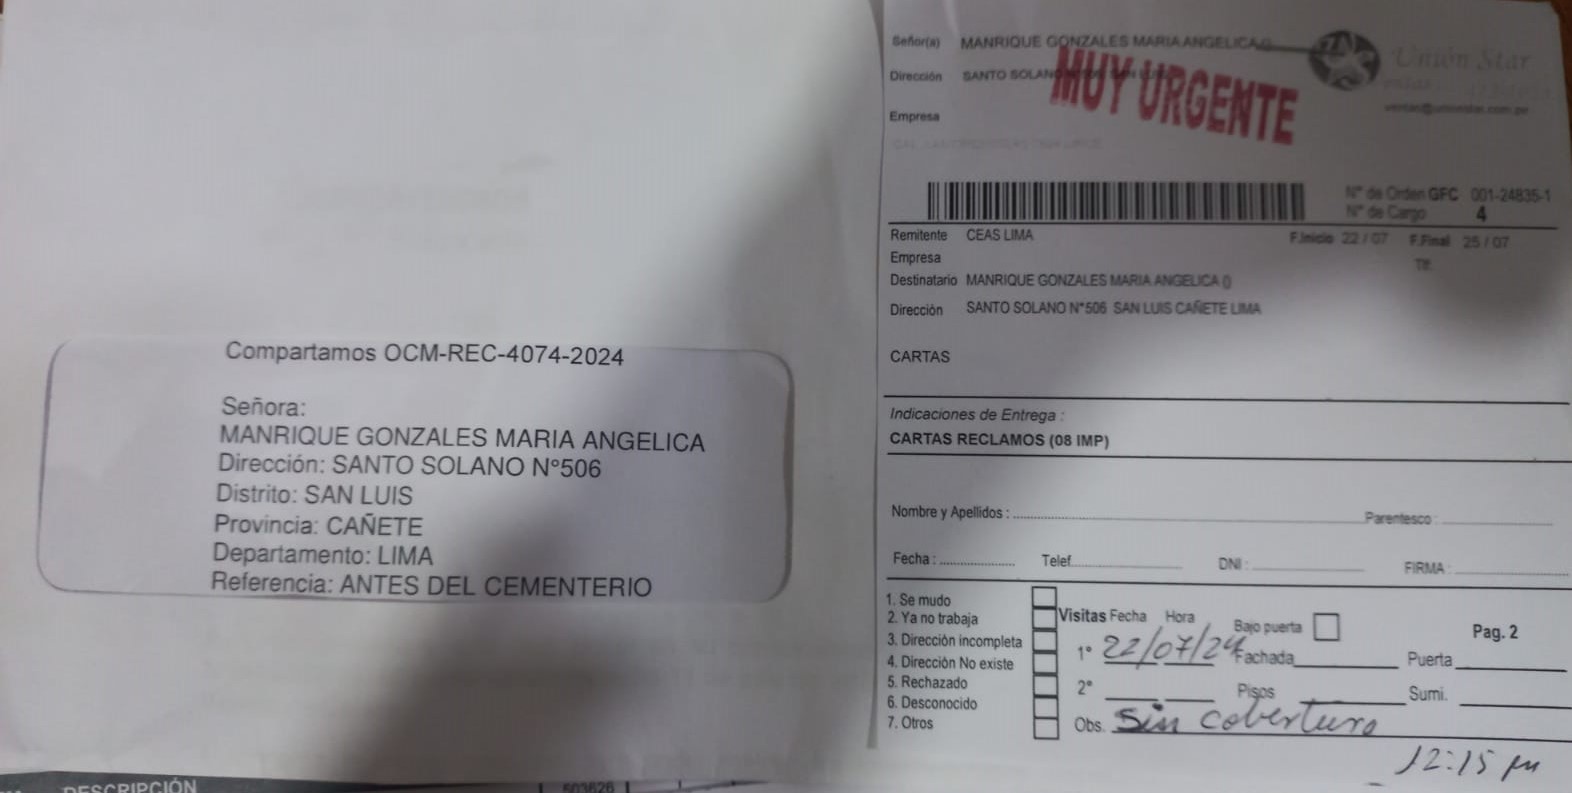 Compartamos OCM-REC-4074-2024
Señora:
MANRIQUE GONZALES MARIA ANGELICA
Dirección: SANTO SOLANO N°506
Distrito: SAN LUIS
Provincia: CAÑETE
Departamento: LIMA
Referencia: ANTES DEL CEMENTERIO
DESCRIPCIÓN
503626
Señor(a) MANRIQUE GONZALES MARIA ANGELICA ()
Dirección SANTO SOLANO
MUY URGENTE
Unión Star
ventas@unionstar.com.pe
Empresa
N° de Orden GFC 001-24835-1
N° de Cargo 4
Remitente CEAS LIMA F.Inicio 22 / 07 F.Final 25 / 07
Empresa Tlf:
Destinatario MANRIQUE GONZALES MARIA ANGELICA ()
Dirección SANTO SOLANO N°506 SAN LUIS CAÑETE LIMA
CARTAS
Indicaciones de Entrega :
CARTAS RECLAMOS (08 IMP)
Nombre y Apellidos : Parentesco :
Fecha : Telef. DNI : FIRMA :
1. Se mudo
2. Ya no trabaja
3. Dirección incompleta
4. Dirección No existe
5. Rechazado
6. Desconocido
7. Otros
Visitas Fecha Hora Bajo puerta Pag. 2
1° 22/07/24 Fachada Puerta
2° Pisos Sumi.
Obs. Sin cobertura
12:15 pm